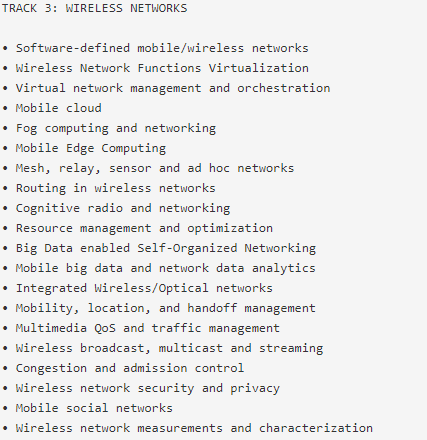 TRACK 3: WIRELESS NETWORKS
• Software-defined mobile/wireless networks
• Wireless Network Functions Virtualization
• Virtual network management and orchestration
• Mobile cloud
• Fog computing and networking
• Mobile Edge Computing
• Mesh, relay, sensor and ad hoc networks
• Routing in wireless networks
• Cognitive radio and networking
• Resource management and optimization
• Big Data enabled Self-Organized Networking
• Mobile big data and network data analytics
• Integrated Wireless/Optical networks
• Mobility, location, and handoff management
• Multimedia QoS and traffic management
• Wireless broadcast, multicast and streaming
• Congestion and admission control
• Wireless network security and privacy
• Mobile social networks
• Wireless network measurements and characterization